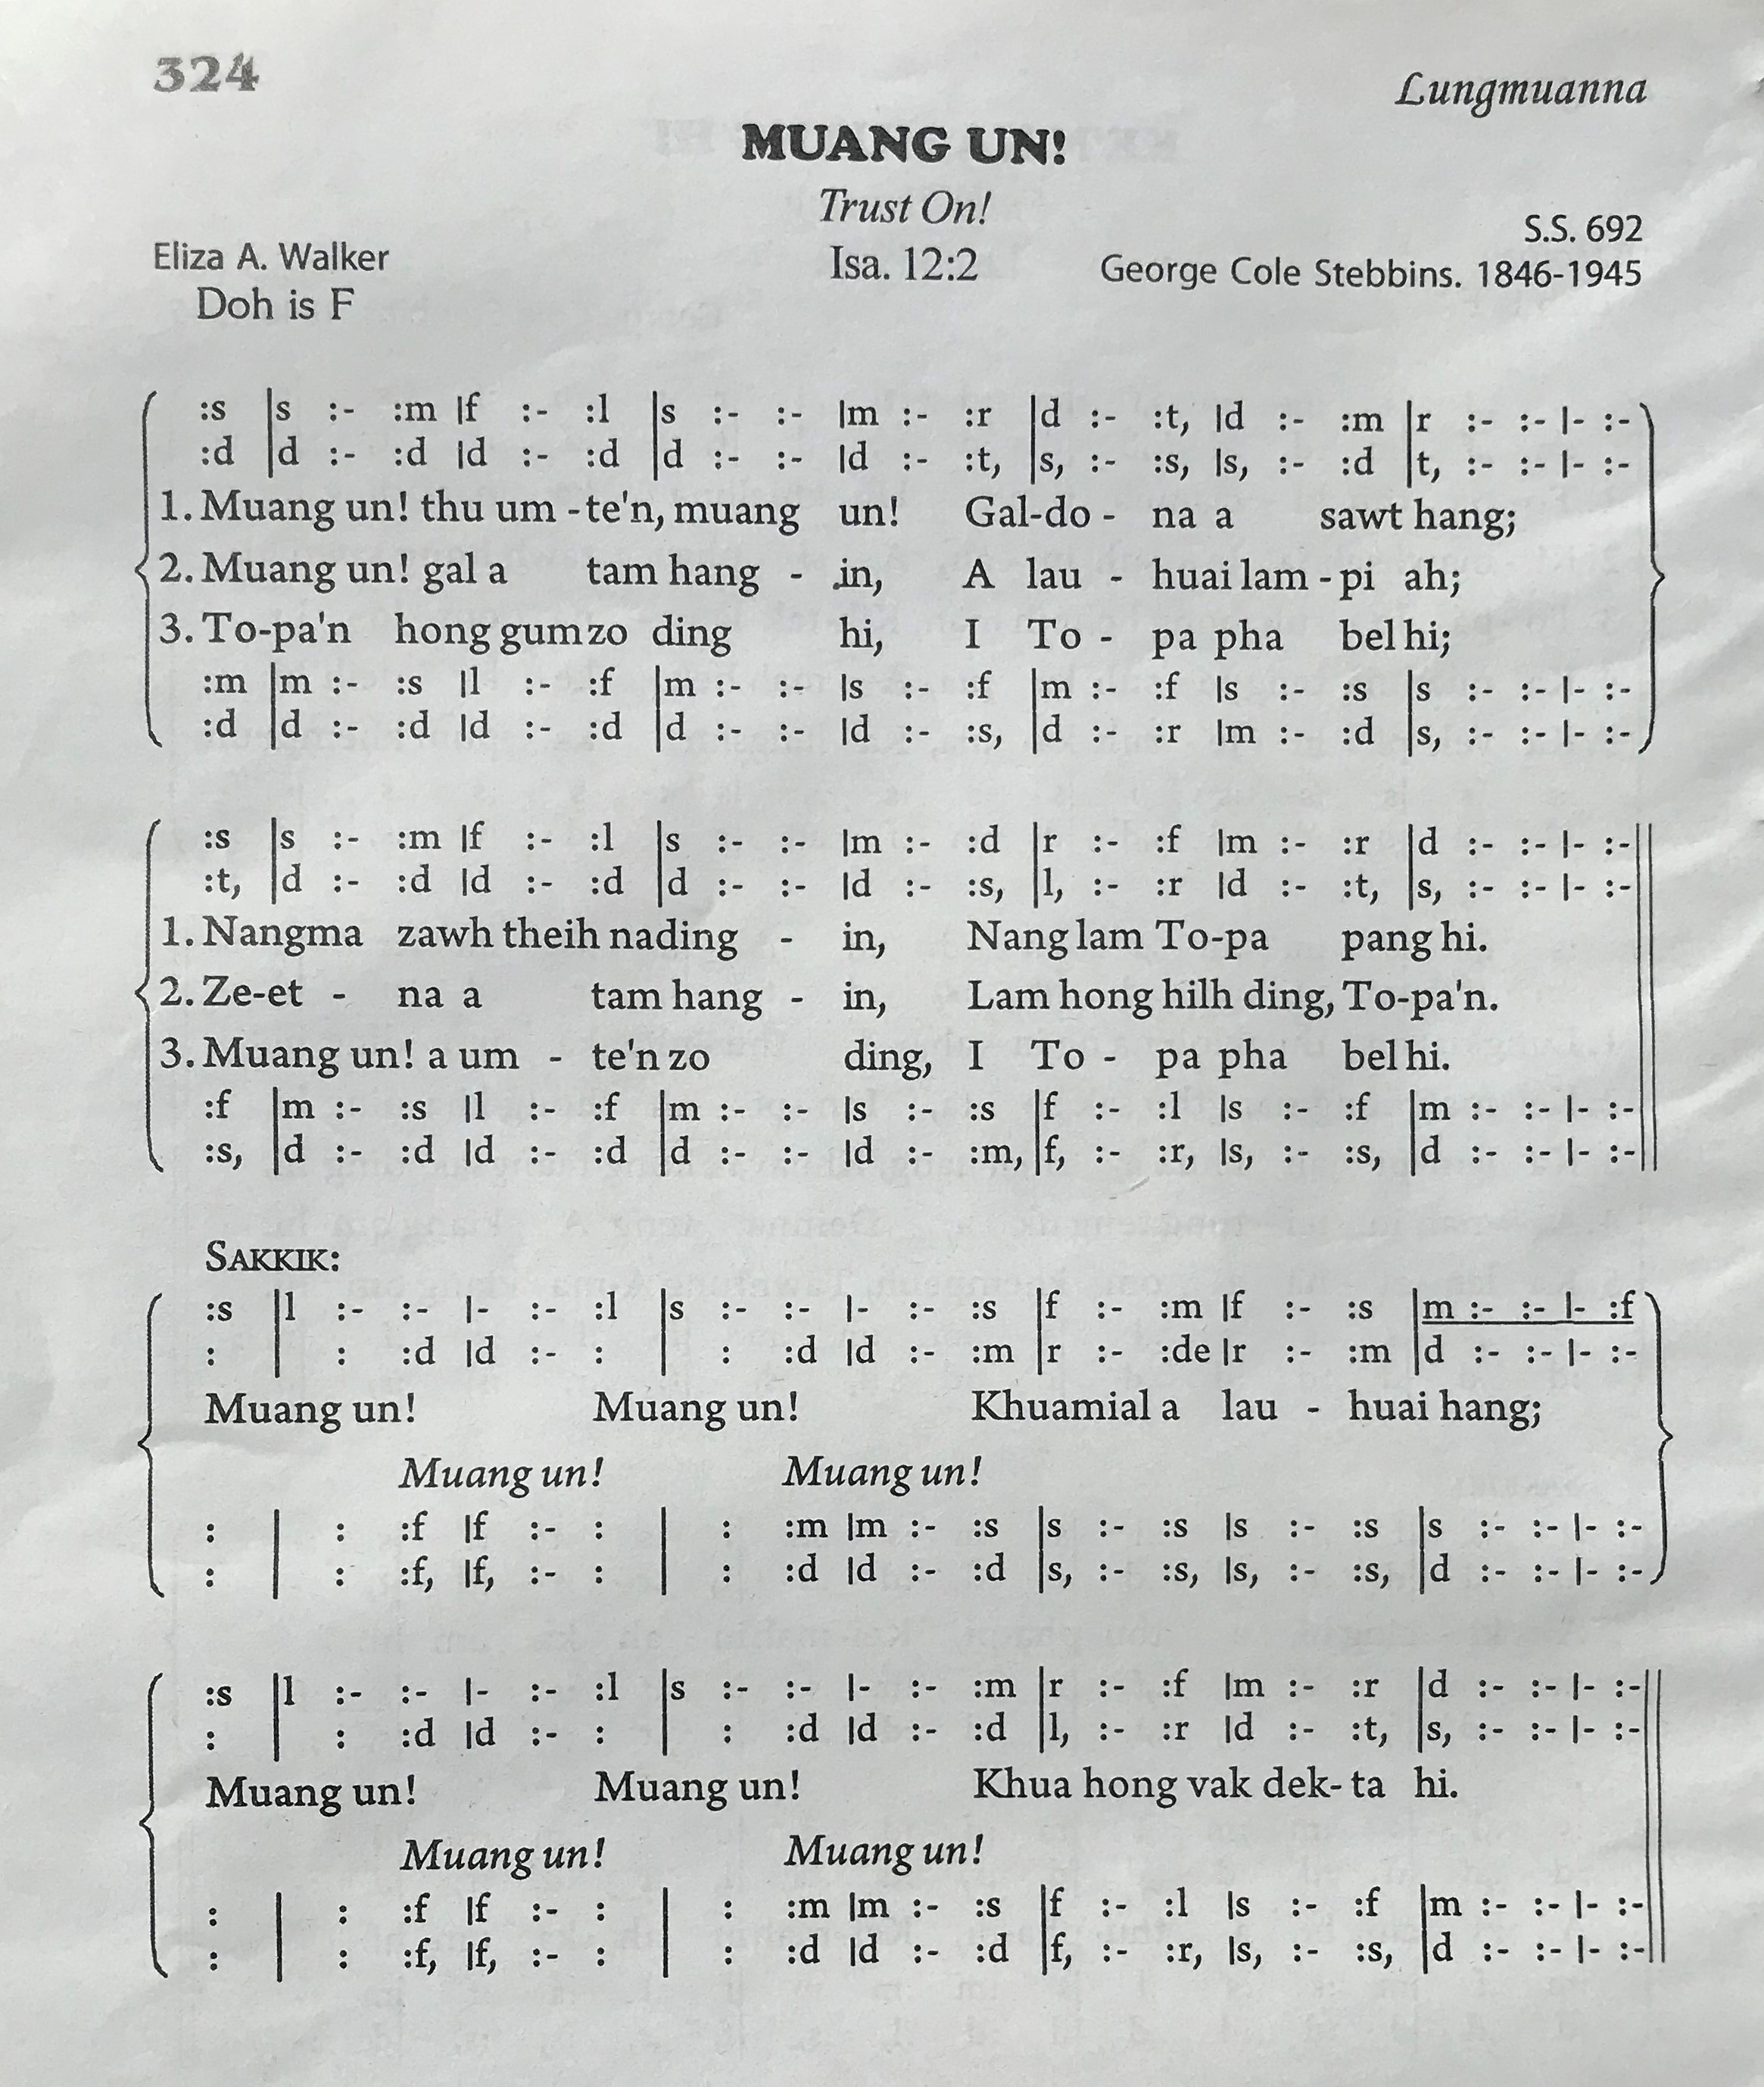 324
Lungmuanna
MUANG UN!
Trust On!
S.S. 692
Eliza A. Walker Isa. 12:2 George Cole Stebbins. 1846-1945
Doh is F
:s |s :- :m |f :- :l |s :- :- |m :- :r |d :- :t, |d :- :m |r :- :- |- :-
:d |d :- :d |d :- :d |d :- :- |d :- :t, |s, :- :s, |s, :- :d |t, :- :- |- :-
1. Muang un! thu um - te'n, muang un! Gal-do - na a sawt hang;
2. Muang un! gal a tam hang - in, A lau - huai lam - pi ah;
3. To-pa'n hong gum zo ding hi, I To - pa pha bel hi;
:m |m :- :s |l :- :f |m :- :- |s :- :f |m :- :f |s :- :s |s :- :- |- :-
:d |d :- :d |d :- :d |d :- :- |d :- :s, |d :- :r |m :- :d |s, :- :- |- :-
:s |s :- :m |f :- :l |s :- :- |m :- :d |r :- :f |m :- :r |d :- :- |- :-
:t, |d :- :d |d :- :d |d :- :- |d :- :s, |l, :- :r |d :- :t, |s, :- :- |- :-
1. Nangma zawh theih nading - in, Nang lam To-pa pang hi.
2. Ze-et - na a tam hang - in, Lam hong hilh ding, To-pa'n.
3. Muang un! a um - te'n zo ding, I To - pa pha bel hi.
:f |m :- :s |l :- :f |m :- :- |s :- :s |f :- :l |s :- :f |m :- :- |- :-
:s, |d :- :d |d :- :d |d :- :- |d :- :m, |f, :- :r, |s, :- :s, |d :- :- |- :-
SAKKIK:
:s |l :- :- |- :- :l |s :- :- |- :- :s |f :- :m |f :- :s |m :- :- |- :f
: | : :d |d :- : | : :d |d :- :m |r :- :de |r :- :m |d :- :- |- :-
Muang un! Muang un! Khuamial a lau - huai hang;
Muang un! Muang un!
: | : :f |f :- : | : :m |m :- :s |s :- :s |s :- :s |s :- :- |- :-
: | : :f, |f, :- : | : :d |d :- :d |s, :- :s, |s, :- :s, |d :- :- |- :-
:s |l :- :- |- :- :l |s :- :- |- :- :m |r :- :f |m :- :r |d :- :- |- :-
: | : :d |d :- : | : :d |d :- :d |l, :- :r |d :- :t, |s, :- :- |- :-
Muang un! Muang un! Khua hong vak dek- ta hi.
Muang un! Muang un!
: | : :f |f :- : | : :m |m :- :s |f :- :l |s :- :f |m :- :- |- :-
: | : :f, |f, :- : | : :d |d :- :d |f, :- :r, |s, :- :s, |d :- :- |- :-